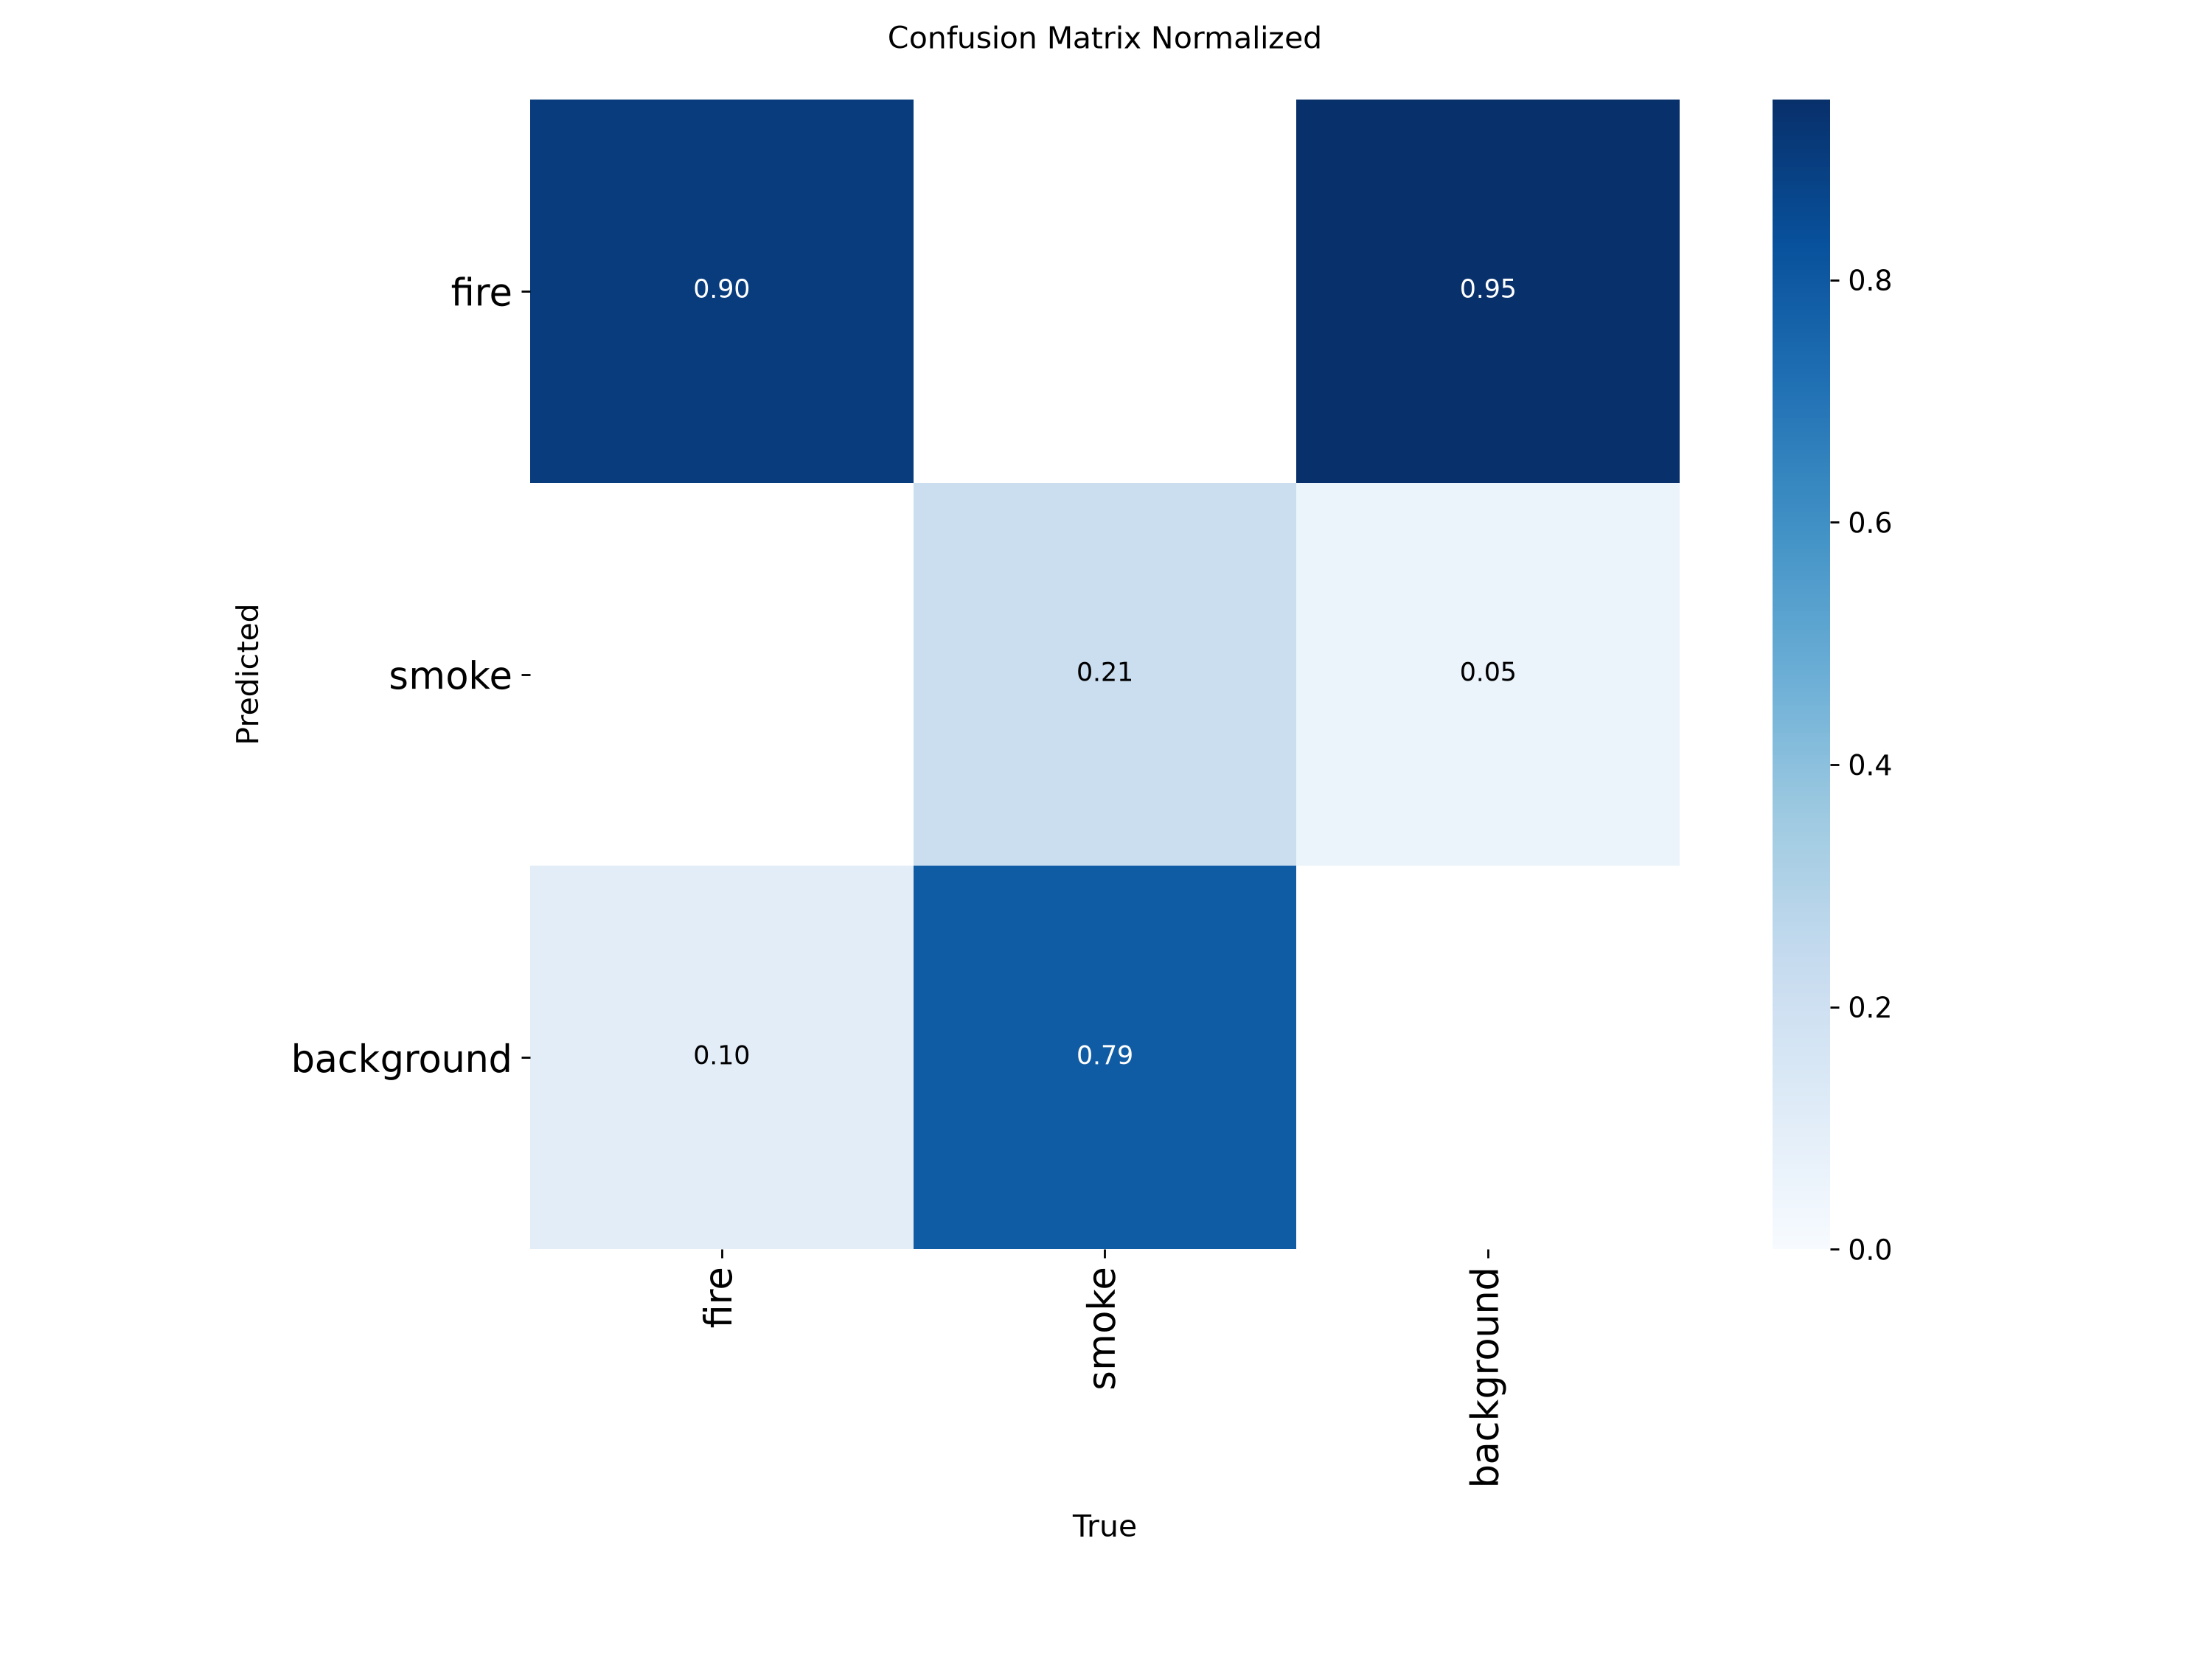 Confusion Matrix Normalized
fire
0.90
0.95
0.8
0.6
Predicted
smoke
0.21
0.05
0.4
0.2
background
0.10
0.79
0.0
fire
smoke
background
True